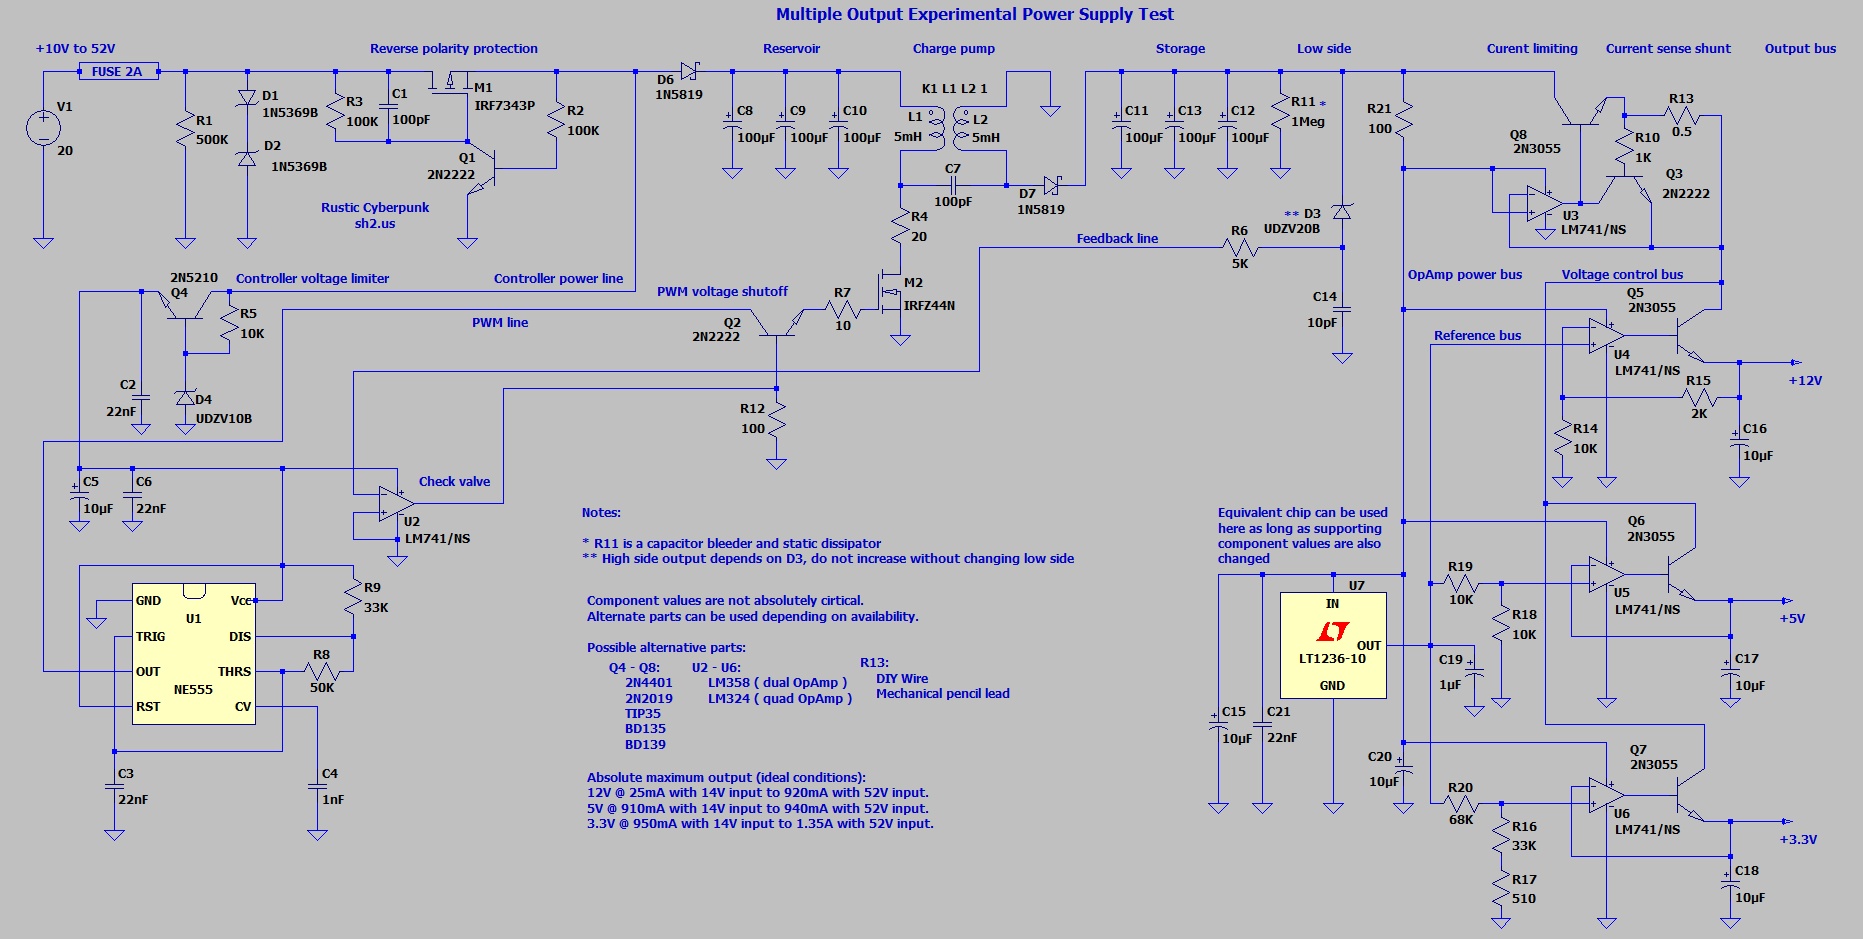 Multiple Output Experimental Power Supply Test
+10V to 52V
Reverse polarity protection
Reservoir
Charge pump
Storage
Low side
Curent limiting
Current sense shunt
Output bus
FUSE 2A
V1
20
R1
500K
D1
1N5369B
D2
1N5369B
R3
100K
C1
100pF
M1
IRF7343P
R2
100K
Q1
2N2222
Rustic Cyberpunk
sh2.us
D6
1N5819
C8
100µF
C9
100µF
C10
100µF
K1 L1 L2 1
L1
5mH
L2
5mH
C7
100pF
D7
1N5819
R4
20
C11
100µF
C13
100µF
C12
100µF
R11 *
1Meg
** D3
UDZV20B
R21
100
Q8
2N3055
R13
0.5
R10
1K
Q3
2N2222
U3
LM741/NS
Feedback line
R6
5K
C14
10pF
2N5210
Q4
Controller voltage limiter
Controller power line
R5
10K
C2
22nF
D4
UDZV10B
PWM line
PWM voltage shutoff
Q2
2N2222
R7
10
M2
IRFZ44N
R12
100
OpAmp power bus
Voltage control bus
Reference bus
Q5
2N3055
U4
LM741/NS
+12V
R15
2K
R14
10K
C16
10µF
C5
10µF
C6
22nF
Check valve
U2
LM741/NS
Notes:
* R11 is a capacitor bleeder and static dissipator
** High side output depends on D3, do not increase without changing low side
Component values are not absolutely cirtical.
Alternate parts can be used depending on availability.
Possible alternative parts:
Q4 - Q8:
2N4401
2N2019
TIP35
BD135
BD139
U2 - U6:
LM358 ( dual OpAmp )
LM324 ( quad OpAmp )
R13:
DIY Wire
Mechanical pencil lead
Absolute maximum output (ideal conditions):
12V @ 25mA with 14V input to 920mA with 52V input.
5V @ 910mA with 14V input to 940mA with 52V input.
3.3V @ 950mA with 14V input to 1.35A with 52V input.
Equivalent chip can be used
here as long as supporting
component values are also
changed
U7
IN
LT1236-10
OUT
GND
C15
10µF
C21
22nF
C20
10µF
C19
1µF
Q6
2N3055
R19
10K
R18
10K
U5
LM741/NS
+5V
C17
10µF
Q7
2N3055
R20
68K
R16
33K
R17
510
U6
LM741/NS
+3.3V
C18
10µF
GND
Vcc
U1
TRIG
DIS
OUT
THRS
NE555
RST
CV
R9
33K
R8
50K
C3
22nF
C4
1nF